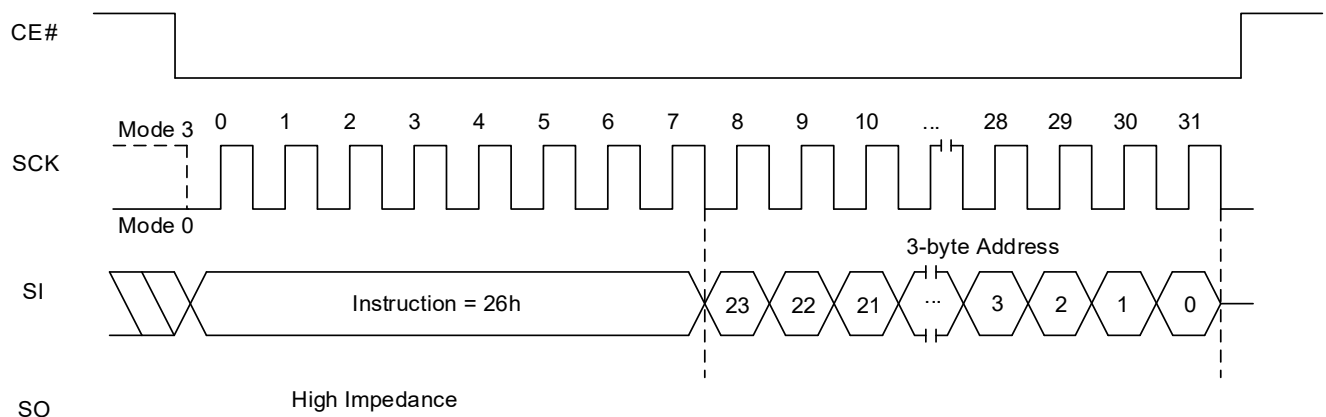 CE#
Mode 3
0 1 2 3 4 5 6 7 8 9 10 ... 28 29 30 31
SCK
Mode 0
3-byte Address
SI
Instruction = 26h
23 22 21 ... 3 2 1 0
High Impedance
SO